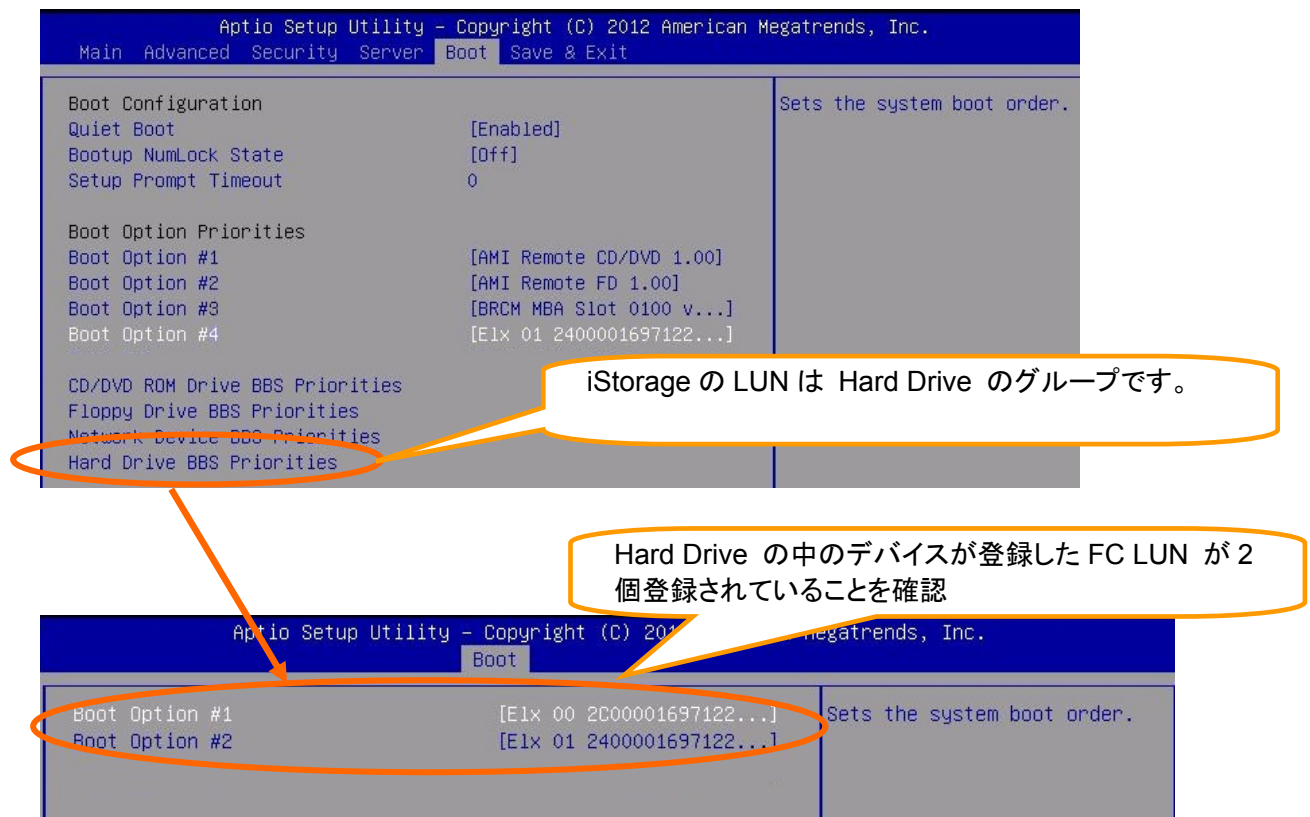 Aptio Setup Utility – Copyright (C) 2012 American Megatrends, Inc.
Main Advanced Security Server Boot Save & Exit
Boot Configuration
Quiet Boot [Enabled]
Bootup NumLock State [Off]
Setup Prompt Timeout 0
Sets the system boot order.
Boot Option Priorities
Boot Option #1 [AMI Remote CD/DVD 1.00]
Boot Option #2 [AMI Remote FD 1.00]
Boot Option #3 [BRCM MBA Slot 0100 v...]
Boot Option #4 [Elx 01 2400001697122...]
CD/DVD ROM Drive BBS Priorities
Floppy Drive BBS Priorities
Network Device BBS Priorities
Hard Drive BBS Priorities
iStorage の LUN は Hard Drive のグループです。
Hard Drive の中のデバイスが登録した FC LUN が 2
個登録されていることを確認
Aptio Setup Utility – Copyright (C) Megatrends, Inc.
Boot
Boot Option #1 [Elx 00 2C00001697122...]
Boot Option #2 [Elx 01 2400001697122...]
Sets the system boot order.